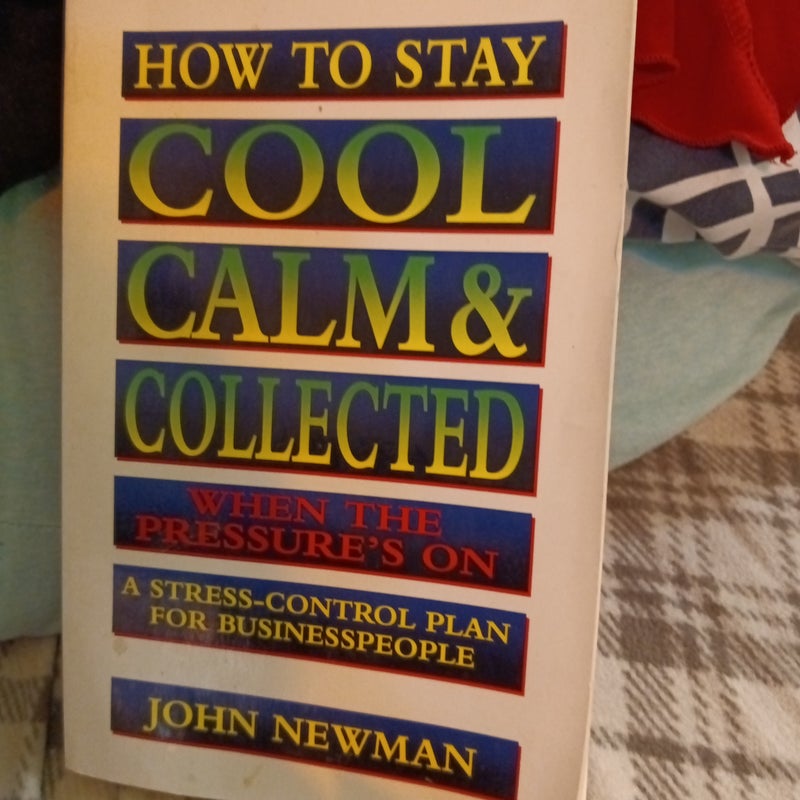 HOW TO STAY
COOL
CALM &
COLLECTED
WHEN THE
PRESSURE'S ON
A STRESS-CONTROL PLAN
FOR BUSINESSPEOPLE
JOHN NEWMAN